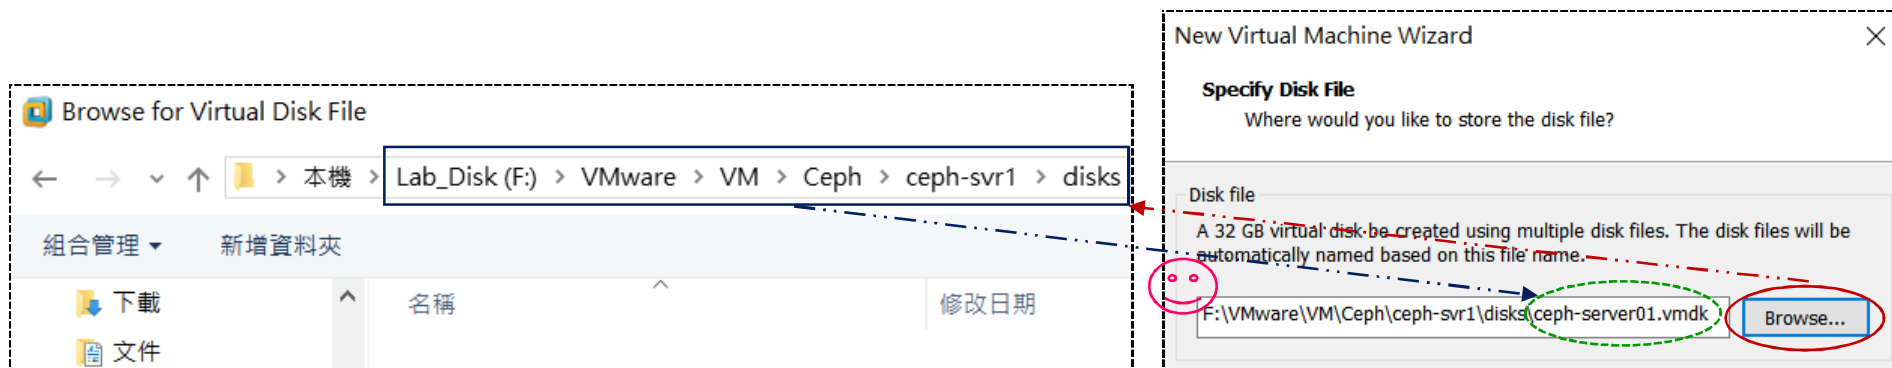 Browse for Virtual Disk File
本機 > Lab_Disk (F:) > VMware > VM > Ceph > ceph-svr1 > disks
組合管理 新增資料夾
下載
文件
名稱 修改日期
New Virtual Machine Wizard
Specify Disk File
Where would you like to store the disk file?
Disk file
A 32 GB virtual disk be created using multiple disk files. The disk files will be
automatically named based on this file name.
F:\VMware\VM\Ceph\ceph-svr1\disks\ceph-server01.vmdk
Browse...